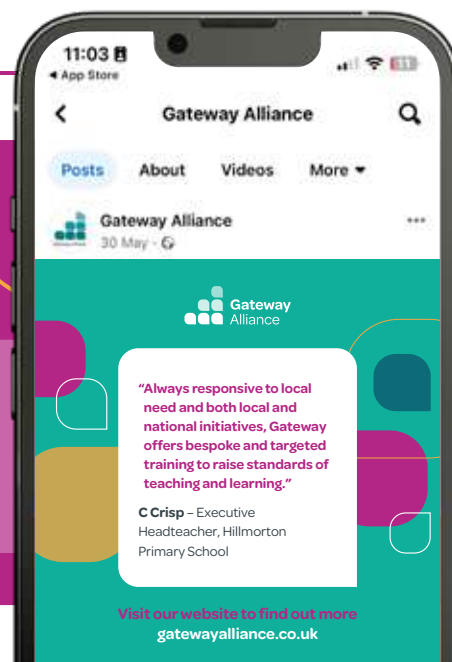 11:03
App Store
Gateway Alliance
Posts About Videos More
Gateway Alliance
30 May ·
Gateway
Alliance
“Always responsive to local
need and both local and
national initiatives, Gateway
offers bespoke and targeted
training to raise standards of
teaching and learning.”
C Crisp – Executive
Headteacher, Hillmorton
Primary School
Visit our website to find out more
gatewayalliance.co.uk